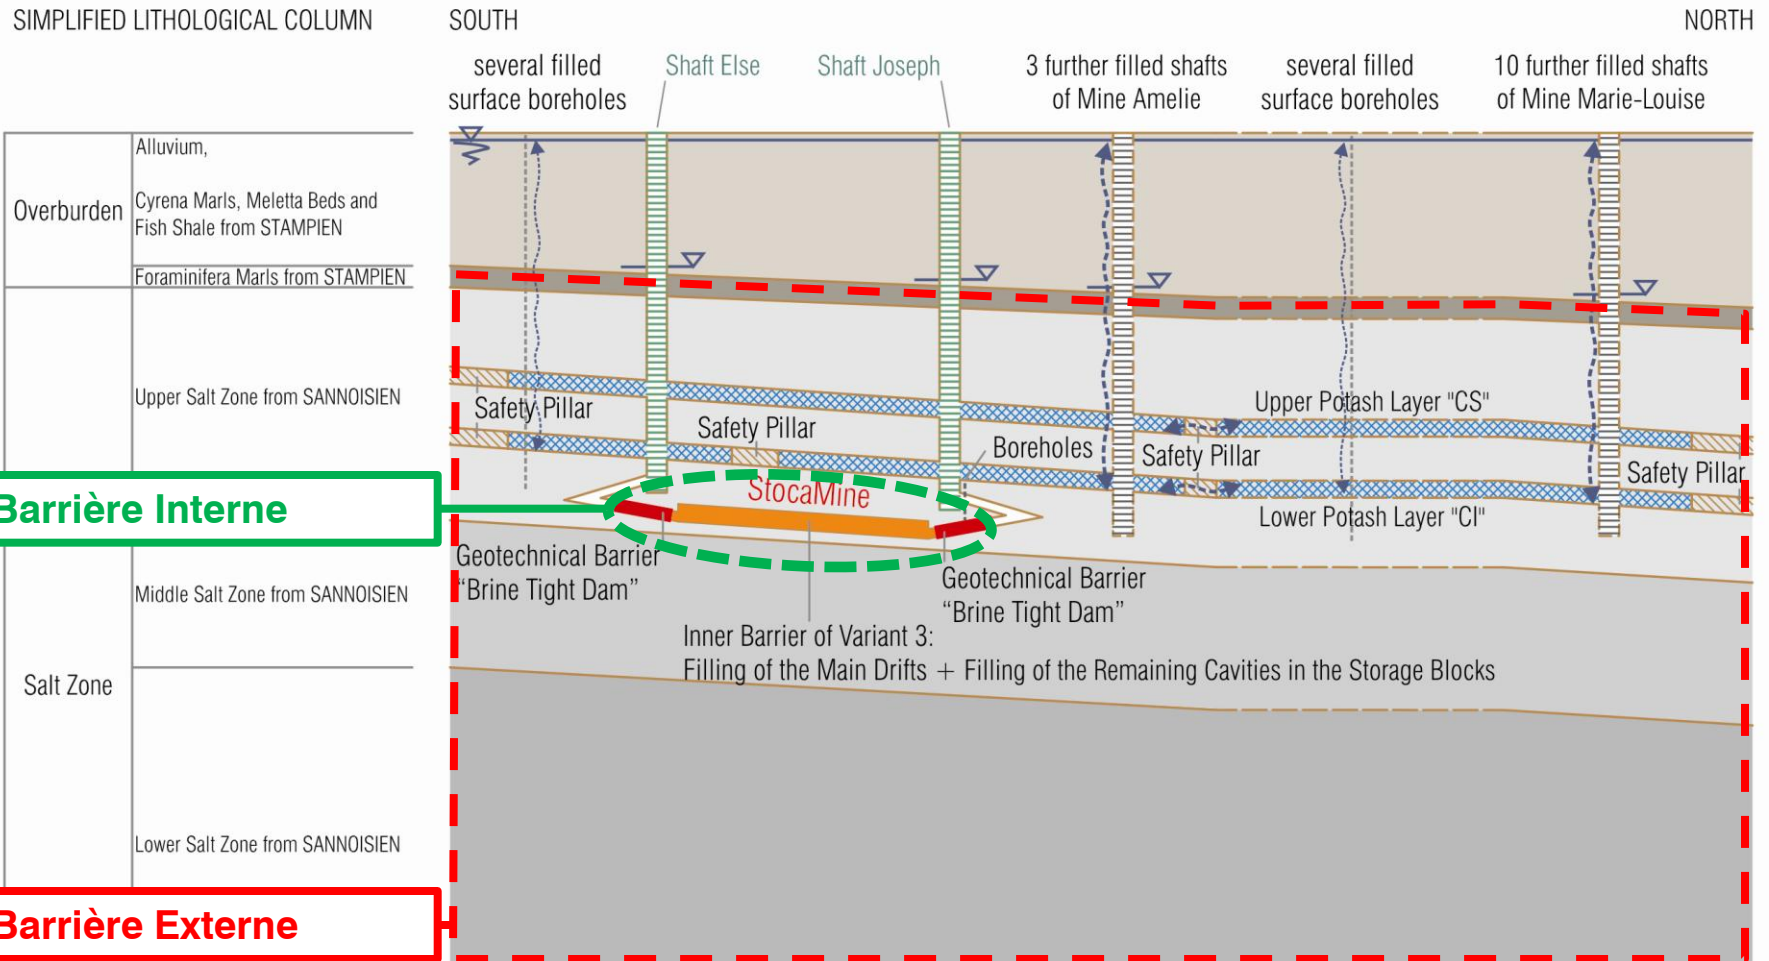 SIMPLIFIED LITHOLOGICAL COLUMN
SOUTH
NORTH
several filled
surface boreholes
Shaft Else
Shaft Joseph
3 further filled shafts
of Mine Amelie
several filled
surface boreholes
10 further filled shafts
of Mine Marie-Louise
Overburden
Alluvium,
Cyrena Marls, Meletta Beds and
Fish Shale from STAMPIEN
Foraminifera Marls from STAMPIEN
Upper Salt Zone from SANNOISIEN
Safety Pillar
Safety Pillar
Boreholes
Upper Potash Layer "CS"
Safety Pillar
Safety Pillar
StocaMine
Lower Potash Layer "CI"
Barrière Interne
Geotechnical Barrier
"Brine Tight Dam"
Geotechnical Barrier
"Brine Tight Dam"
Middle Salt Zone from SANNOISIEN
Inner Barrier of Variant 3:
Filling of the Main Drifts + Filling of the Remaining Cavities in the Storage Blocks
Salt Zone
Lower Salt Zone from SANNOISIEN
Barrière Externe